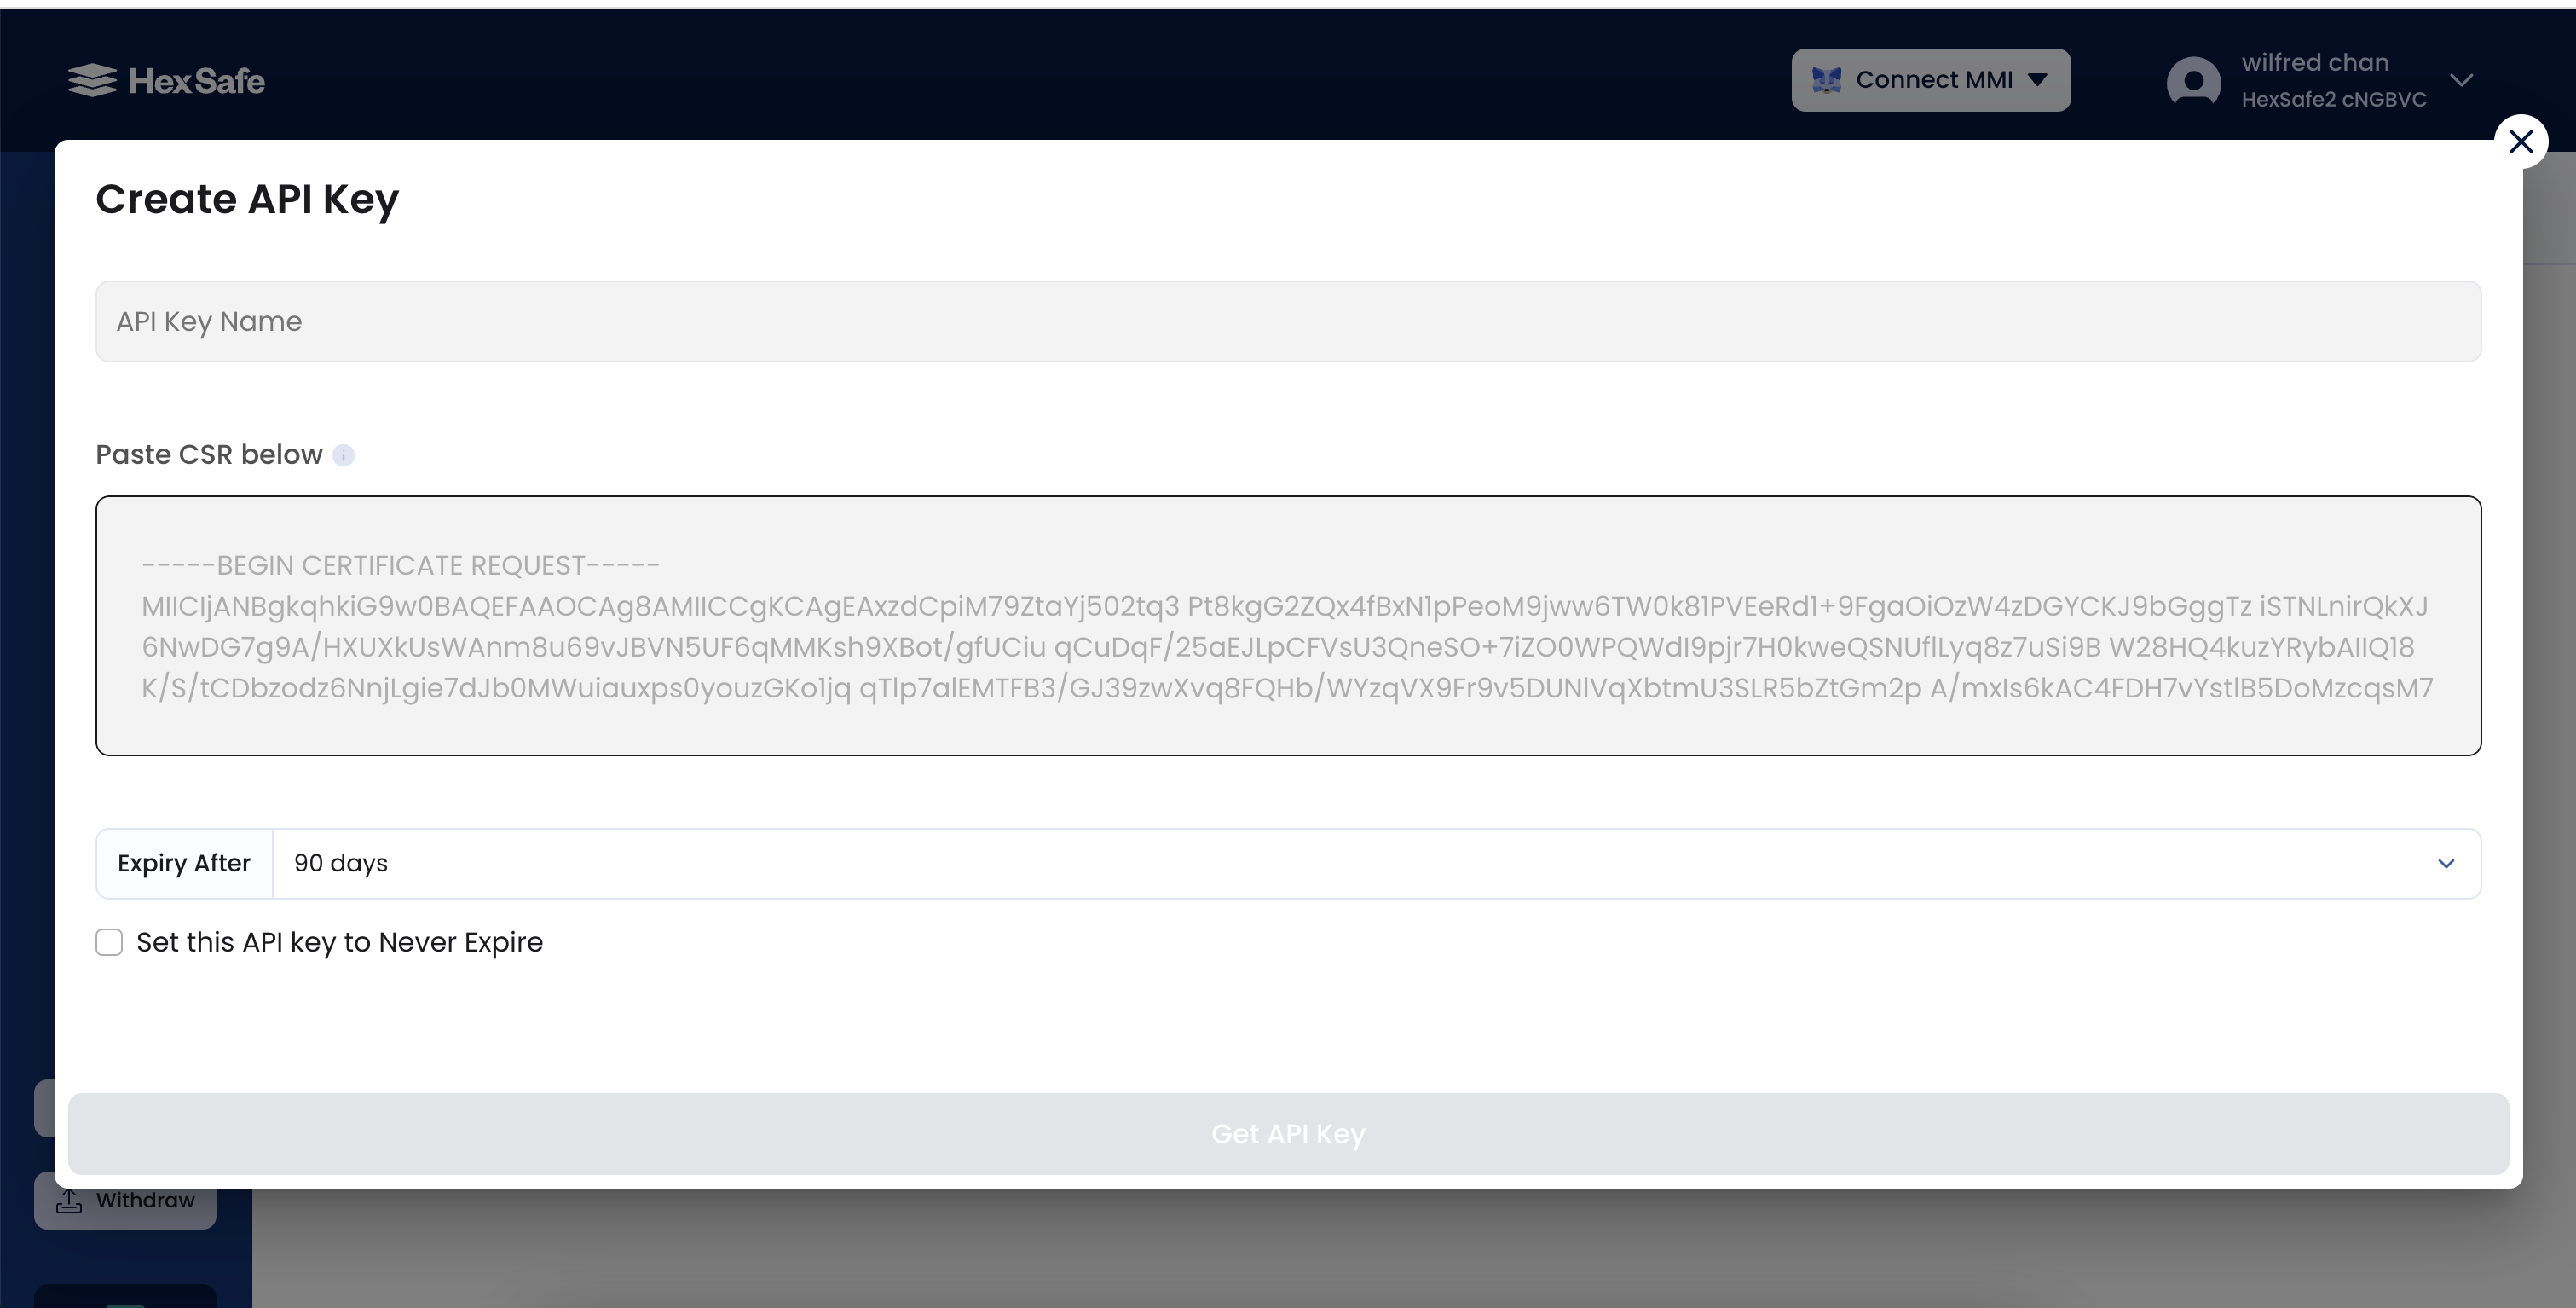 HexSafe
Connect MMI
wilfred chan
HexSafe2 cNGBVC
Create API Key
API Key Name
Paste CSR below
-----BEGIN CERTIFICATE REQUEST-----
MIICIjANBgkqhkiG9w0BAQEFAAOCAg8AMIICCgKCAgEAxzdCpiM79ZtaYj502tq3 Pt8kgG2ZQx4fBxN1pPeoM9jww6TW0k81PVEeRd1+9FgaOiOzW4zDGYCKJ9bGggTz iSTNLnirQkXJ
6NwDG7g9A/HXUXkUsWAnm8u69vJBVN5UF6qMMKsh9XBot/gfUCiu qCuDqF/25aEJLpCFVsU3QneSO+7iZO0WPQWdI9pjr7H0kweQSNUflLyq8z7uSi9B W28HQ4kuzYRybAIIQ18
K/S/tCDbzodz6NnjLgie7dJb0MWuiauxps0youzGKo1jq qTlp7alEMTFB3/GJ39zwXvq8FQHb/WYzqVX9Fr9v5DUNlVqXbtmU3SLR5bZtGm2p A/mxIs6kAC4FDH7vYstlB5DoMzcqsM7
Expiry After
90 days
Set this API key to Never Expire
Get API Key
Withdraw